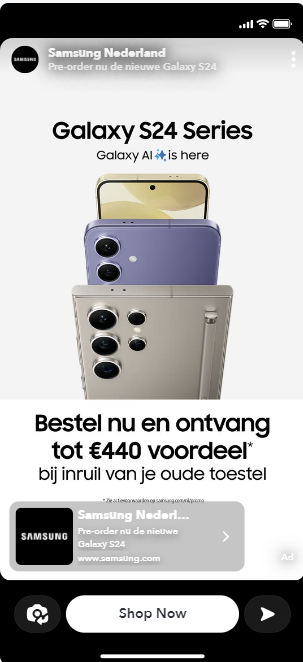 SAMSUNG
Samsung Nederland
Pre-order nu de nieuwe Galaxy S24
Galaxy S24 Series
Galaxy AI is here
Bestel nu en ontvang
tot €440 voordeel*
bij inruil van je oude toestel
* Zie actievoorwaarden op samsung.com/nl/promo
SAMSUNG
Samsung Nederl...
Pre-order nu de nieuwe
Galaxy S24
www.samsung.com
Ad
Shop Now